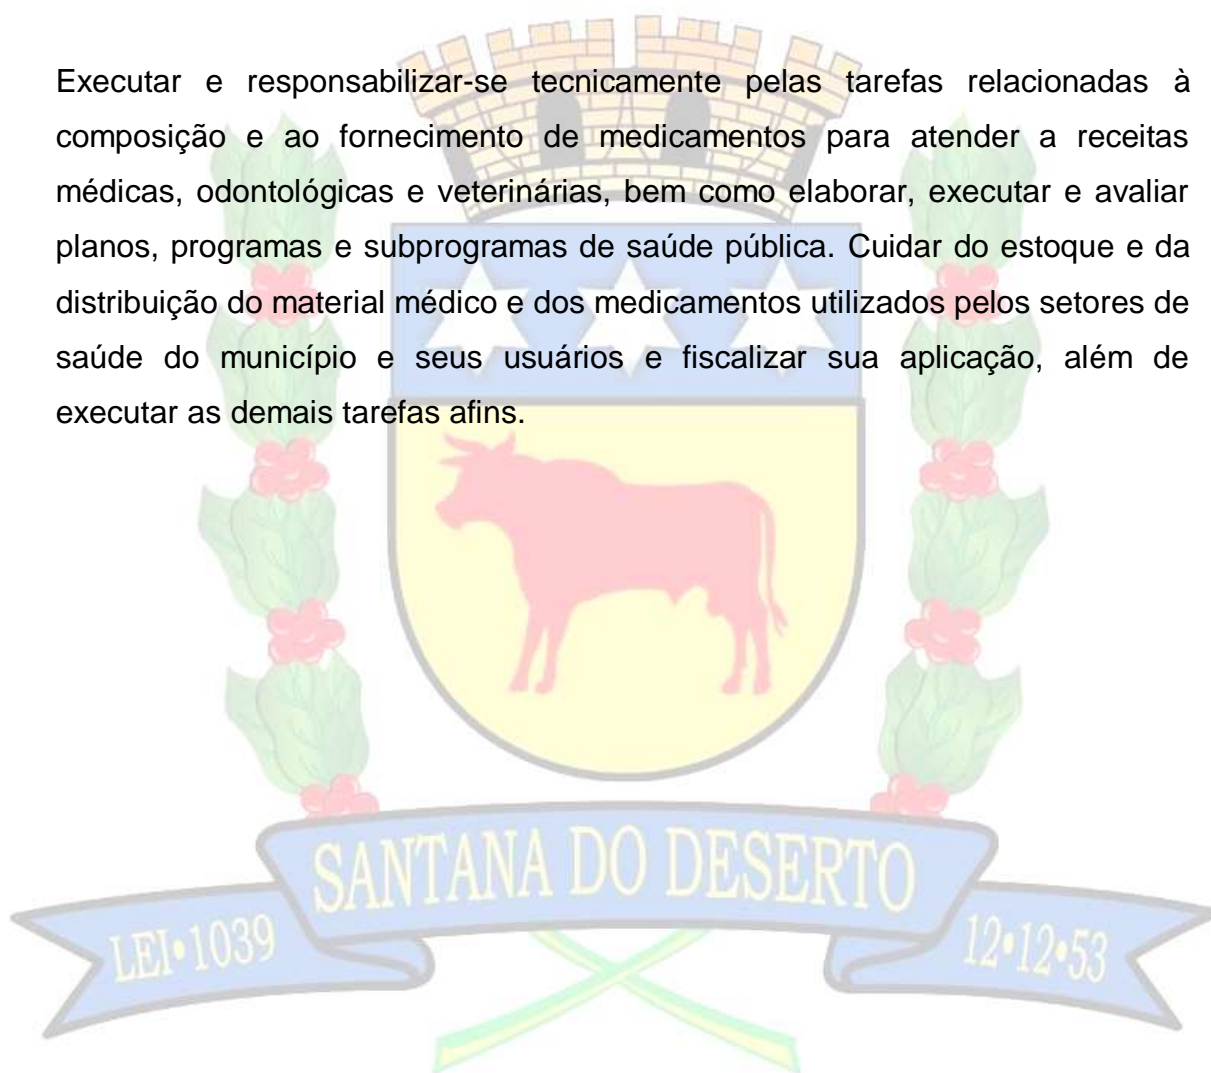 Executar e responsabilizar-se tecnicamente pelas tarefas relacionadas à
composição e ao fornecimento de medicamentos para atender a receitas
médicas, odontológicas e veterinárias, bem como elaborar, executar e avaliar
planos, programas e subprogramas de saúde pública. Cuidar do estoque e da
distribuição do material médico e dos medicamentos utilizados pelos setores de
saúde do município e seus usuários e fiscalizar sua aplicação, além de
executar as demais tarefas afins.
SANTANA DO DESERTO
LEI•1039
12•12•53